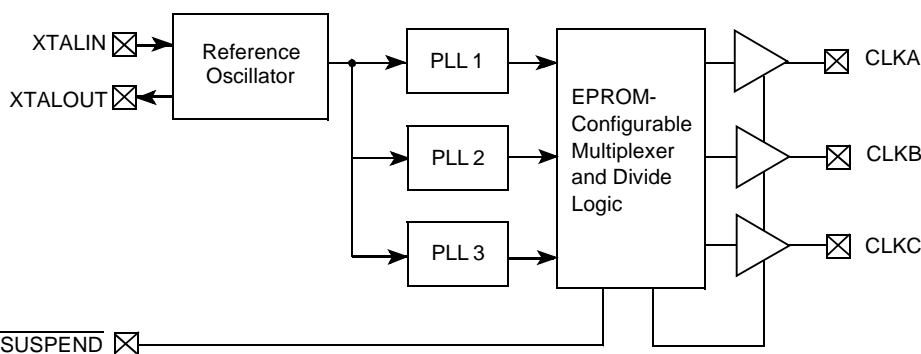 XTALIN
XTALOUT
Reference
Oscillator
PLL 1
PLL 2
PLL 3
EPROM-
Configurable
Multiplexer
and Divide
Logic
CLKA
CLKB
CLKC
SUSPEND